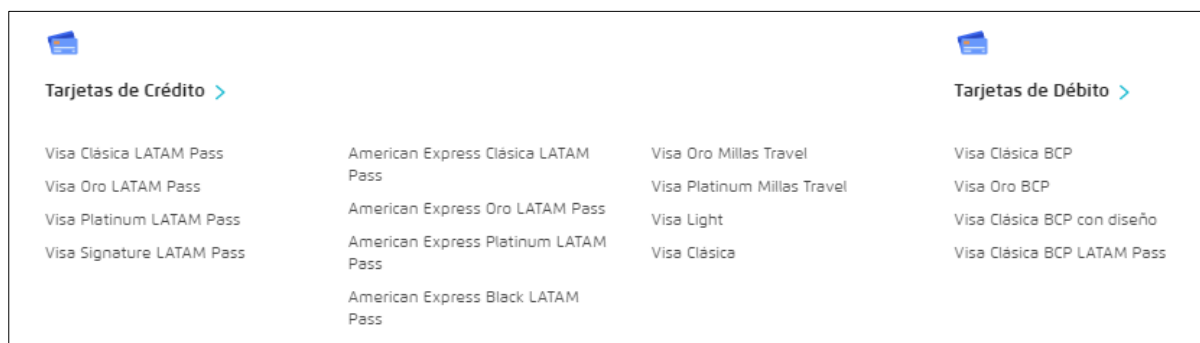 Tarjetas de Crédito >
Visa Clásica LATAM Pass
Visa Oro LATAM Pass
Visa Platinum LATAM Pass
Visa Signature LATAM Pass
American Express Clásica LATAM
Pass
American Express Oro LATAM Pass
American Express Platinum LATAM
Pass
American Express Black LATAM
Pass
Visa Oro Millas Travel
Visa Platinum Millas Travel
Visa Light
Visa Clásica
Tarjetas de Débito >
Visa Clásica BCP
Visa Oro BCP
Visa Clásica BCP con diseño
Visa Clásica BCP LATAM Pass